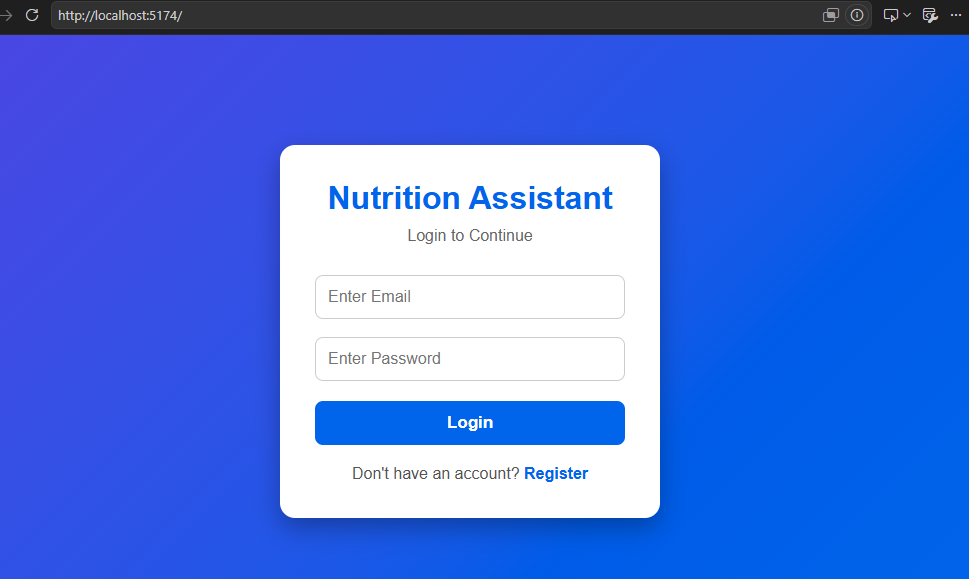 http://localhost:5174/
Nutrition Assistant
Login to Continue
Enter Email
Enter Password
Login
Don't have an account? Register